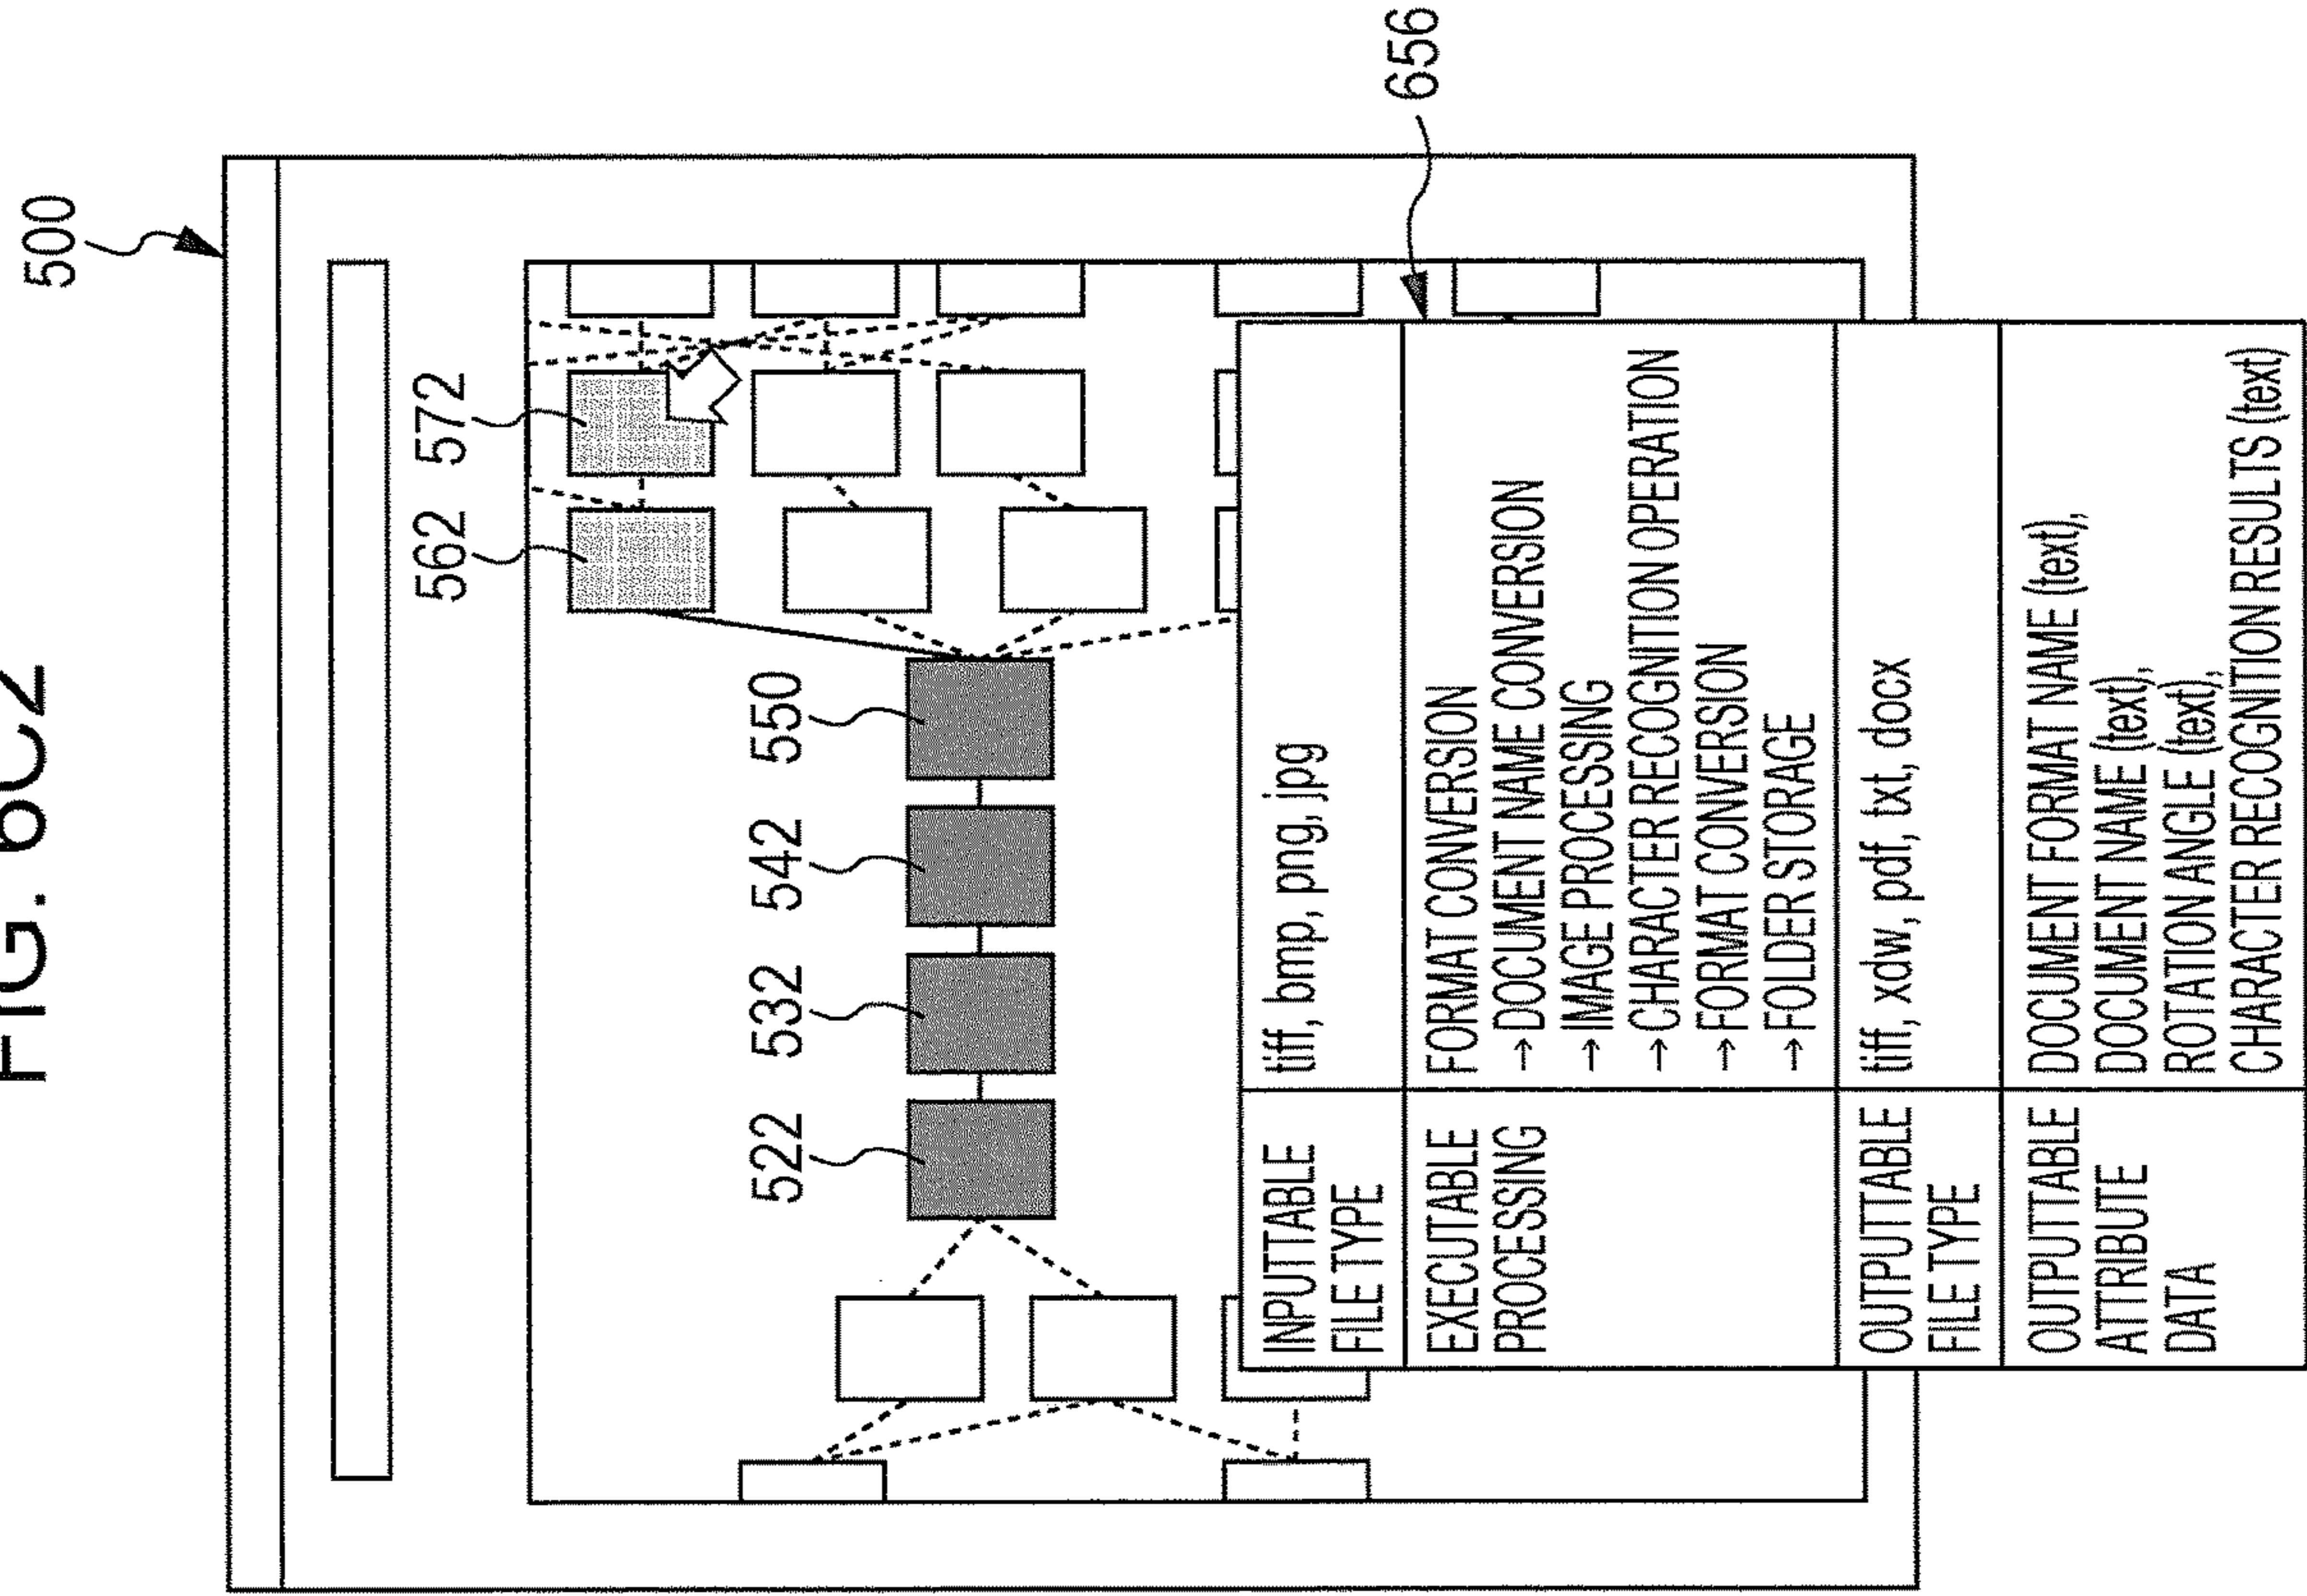 FIG. 6C2
500
562
572
522
532
542
550
656
INPUTTABLE
FILE TYPE
tiff, bmp, png, jpg
EXECUTABLE
PROCESSING
FORMAT CONVERSION
→ DOCUMENT NAME CONVERSION
→ IMAGE PROCESSING
→ CHARACTER RECOGNITION OPERATION
→ FORMAT CONVERSION
→ FOLDER STORAGE
OUTPUTTABLE
FILE TYPE
tiff, xdw, pdf, txt, docx
OUTPUTTABLE
ATTRIBUTE
DATA
DOCUMENT FORMAT NAME (text),
DOCUMENT NAME (text),
ROTATION ANGLE (text),
CHARACTER RECOGNITION RESULTS (text)